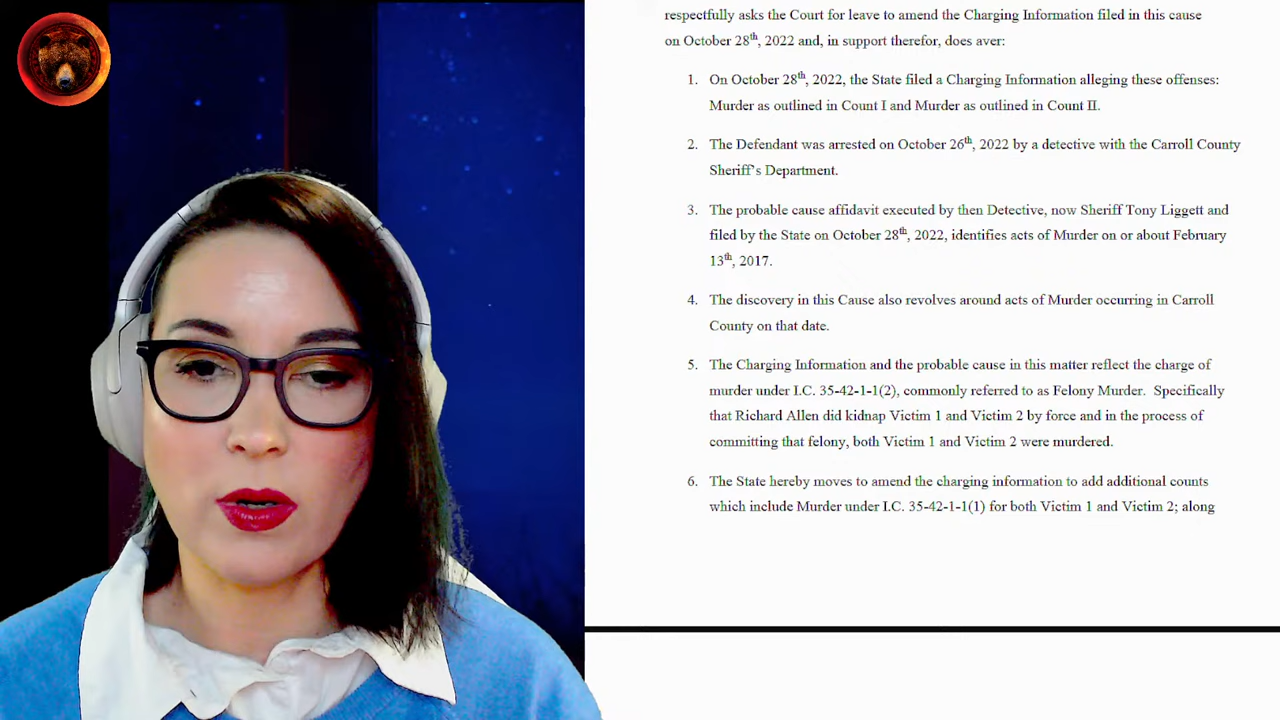 respectfully asks the Court for leave to amend the Charging Information filed in this cause
on October 28th, 2022 and, in support therefor, does aver:
1. On October 28th, 2022, the State filed a Charging Information alleging these offenses:
Murder as outlined in Count I and Murder as outlined in Count II.
2. The Defendant was arrested on October 26th, 2022 by a detective with the Carroll County
Sheriff's Department.
3. The probable cause affidavit executed by then Detective, now Sheriff Tony Liggett and
filed by the State on October 28th, 2022, identifies acts of Murder on or about February
13th, 2017.
4. The discovery in this Cause also revolves around acts of Murder occurring in Carroll
County on that date.
5. The Charging Information and the probable cause in this matter reflect the charge of
murder under I.C. 35-42-1-1(2), commonly referred to as Felony Murder. Specifically
that Richard Allen did kidnap Victim 1 and Victim 2 by force and in the process of
committing that felony, both Victim 1 and Victim 2 were murdered.
6. The State hereby moves to amend the charging information to add additional counts
which include Murder under I.C. 35-42-1-1(1) for both Victim 1 and Victim 2; along